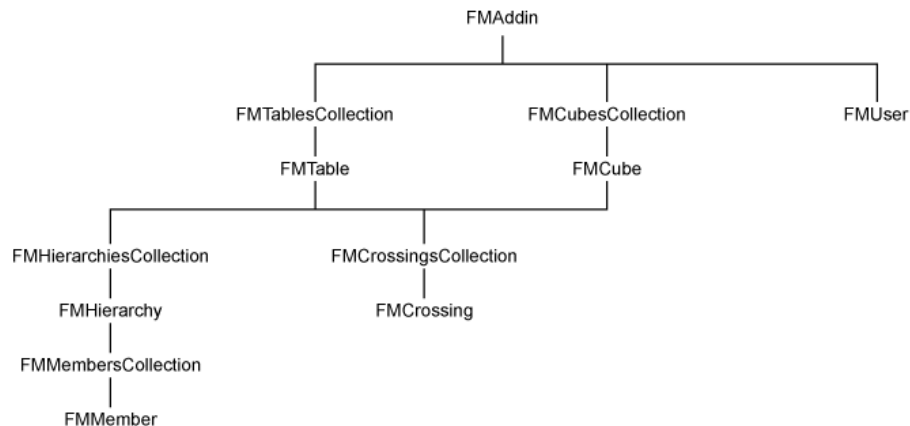 FMAddin
FMTablesCollection FMCubesCollection FMUser
FMTable FMCube
FMHierarchiesCollection FMCrossingsCollection
FMHierarchy FMCrossing
FMMembersCollection
FMMember